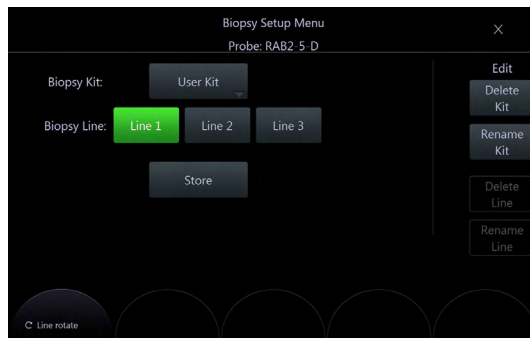 Biopsy Setup Menu
X
Probe: RAB2-5-D
Edit
Biopsy Kit:
User Kit
Delete
Kit
Biopsy Line:
Line 1
Line 2
Line 3
Rename
Kit
Store
Delete
Line
Rename
Line
Line rotate